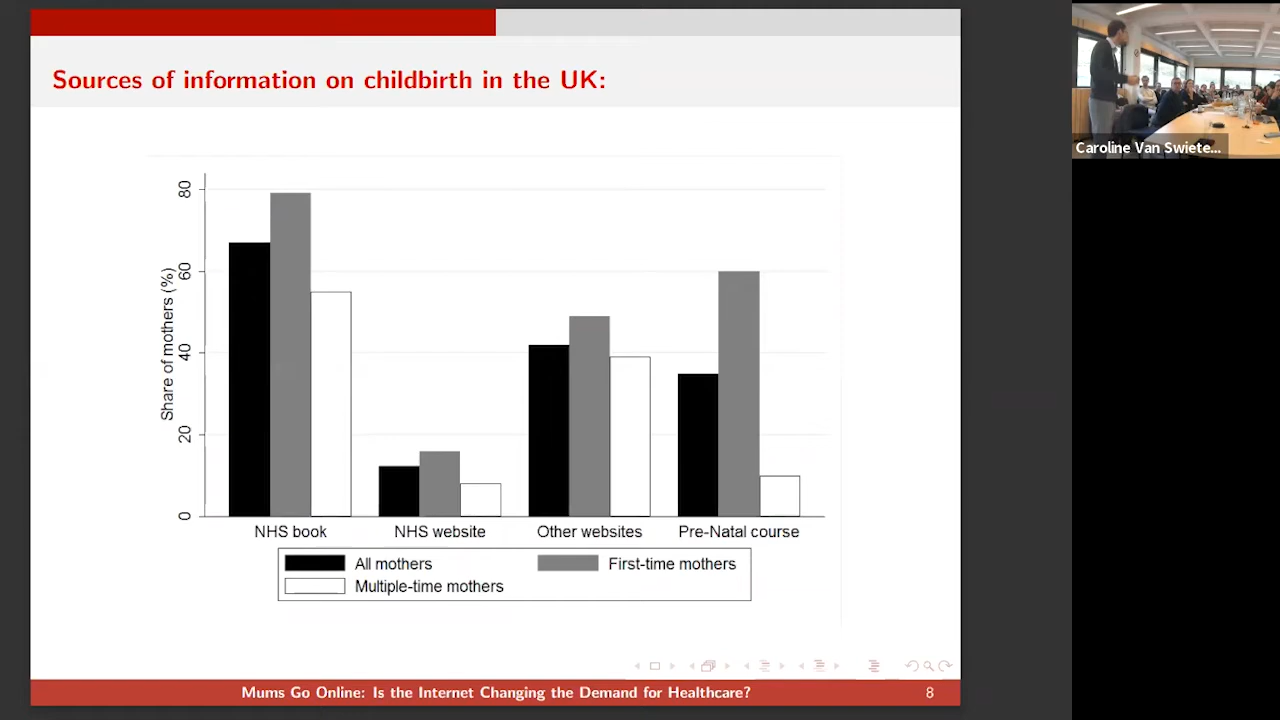 Sources of information on childbirth in the UK:
Caroline Van Swiete...
Share of mothers (%)
80
60
40
20
0
NHS book
NHS website
Other websites
Pre-Natal course
All mothers
First-time mothers
Multiple-time mothers
Mums Go Online: Is the Internet Changing the Demand for Healthcare?
8